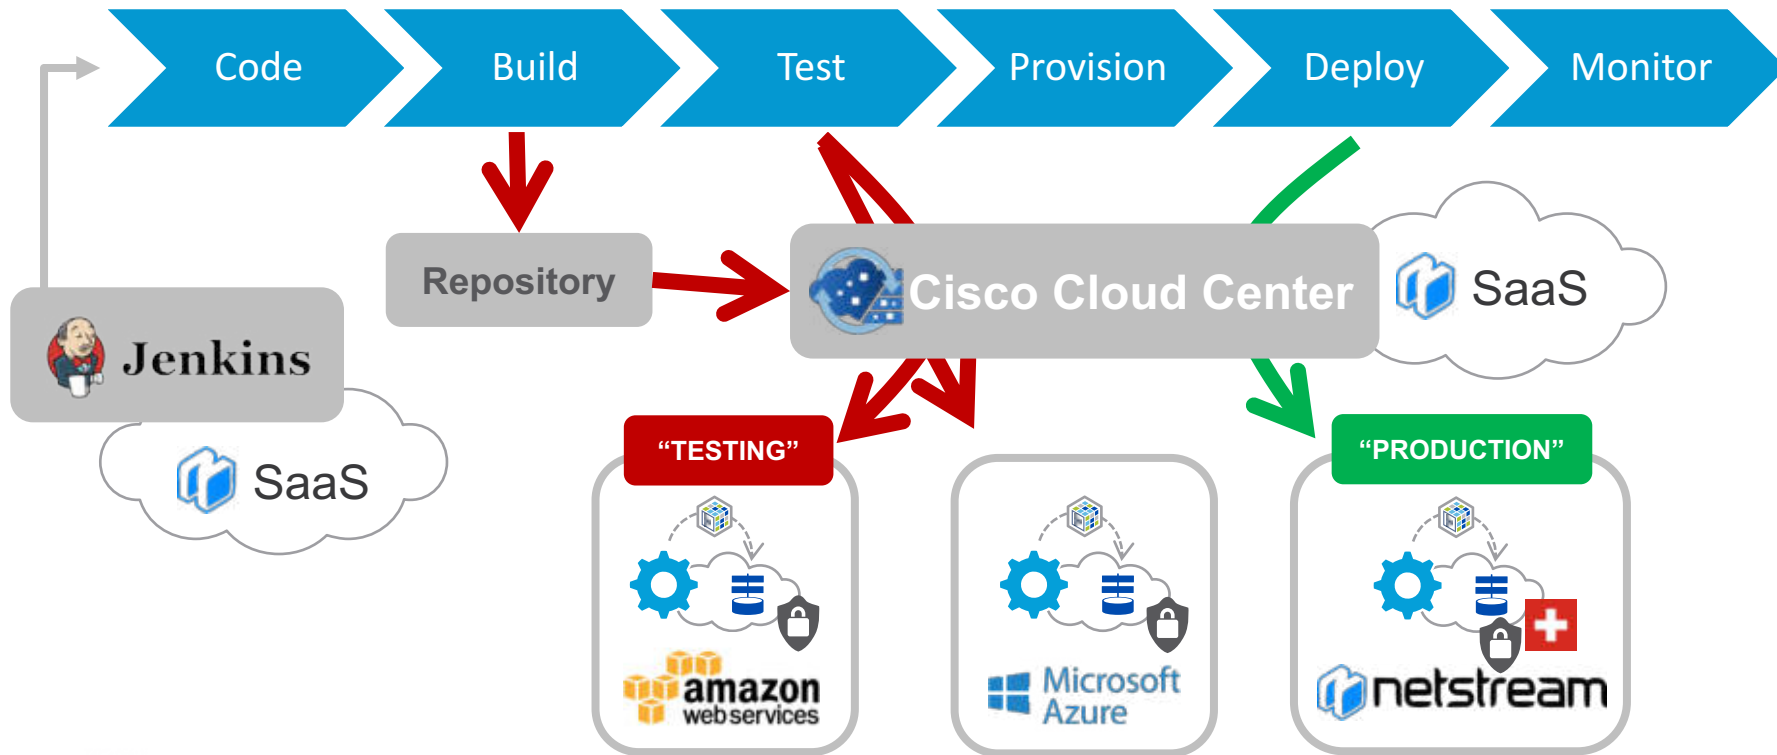 Code
Build
Test
Provision
Deploy
Monitor
Repository
Cisco Cloud Center
SaaS
Jenkins
SaaS
“TESTING”
“PRODUCTION”
amazon
webservices
Microsoft
Azure
netstream